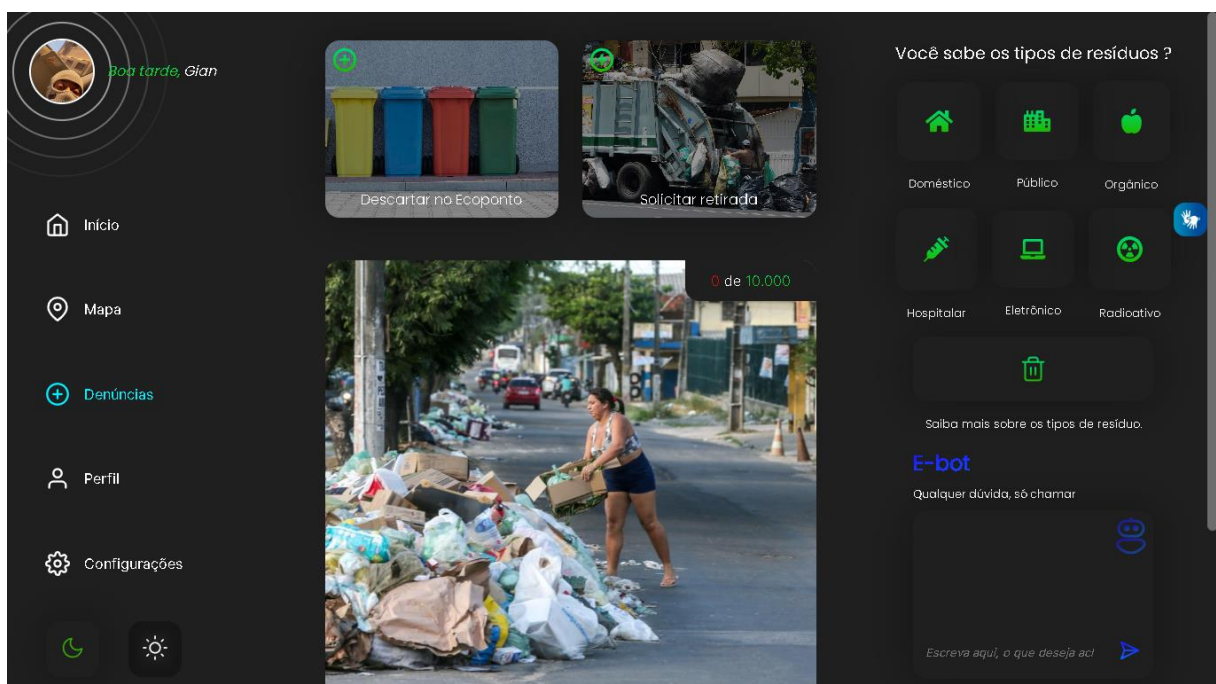 Boa tarde, Gian
Início
Mapa
Denúncias
Perfil
Configurações
Descartar no Ecoponto
Solicitar retirada
0 de 10.000
Você sabe os tipos de resíduos ?
Doméstico
Público
Orgânico
Hospitalar
Eletrônico
Radioativo
Saiba mais sobre os tipos de resíduo.
E-bot
Qualquer dúvida, só chamar
Escreva aqui, o que deseja acl